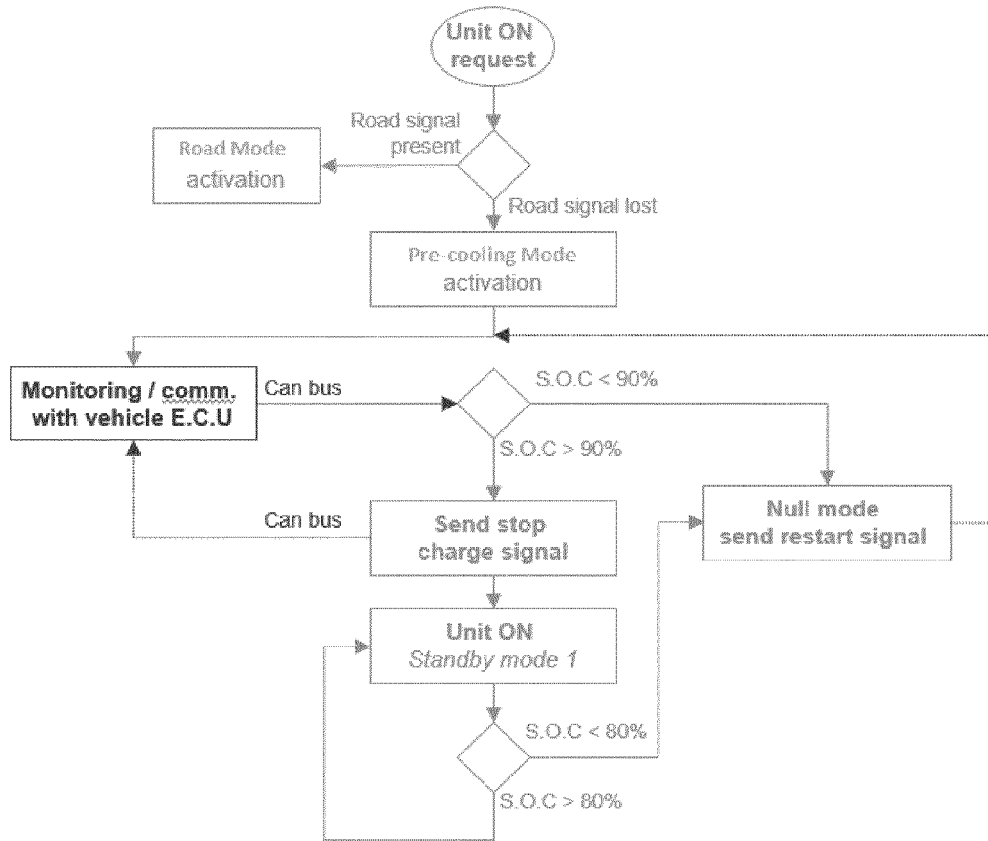 Unit ON
request
Road signal
present
Road Mode
activation
Road signal lost
Pre-cooling Mode
activation
Monitoring / comm.
with vehicle E.C.U
Can bus
S.O.C < 90%
S.O.C > 90%
Can bus
Send stop
charge signal
Null mode
send restart signal
Unit ON
Standby mode 1
S.O.C < 80%
S.O.C > 80%